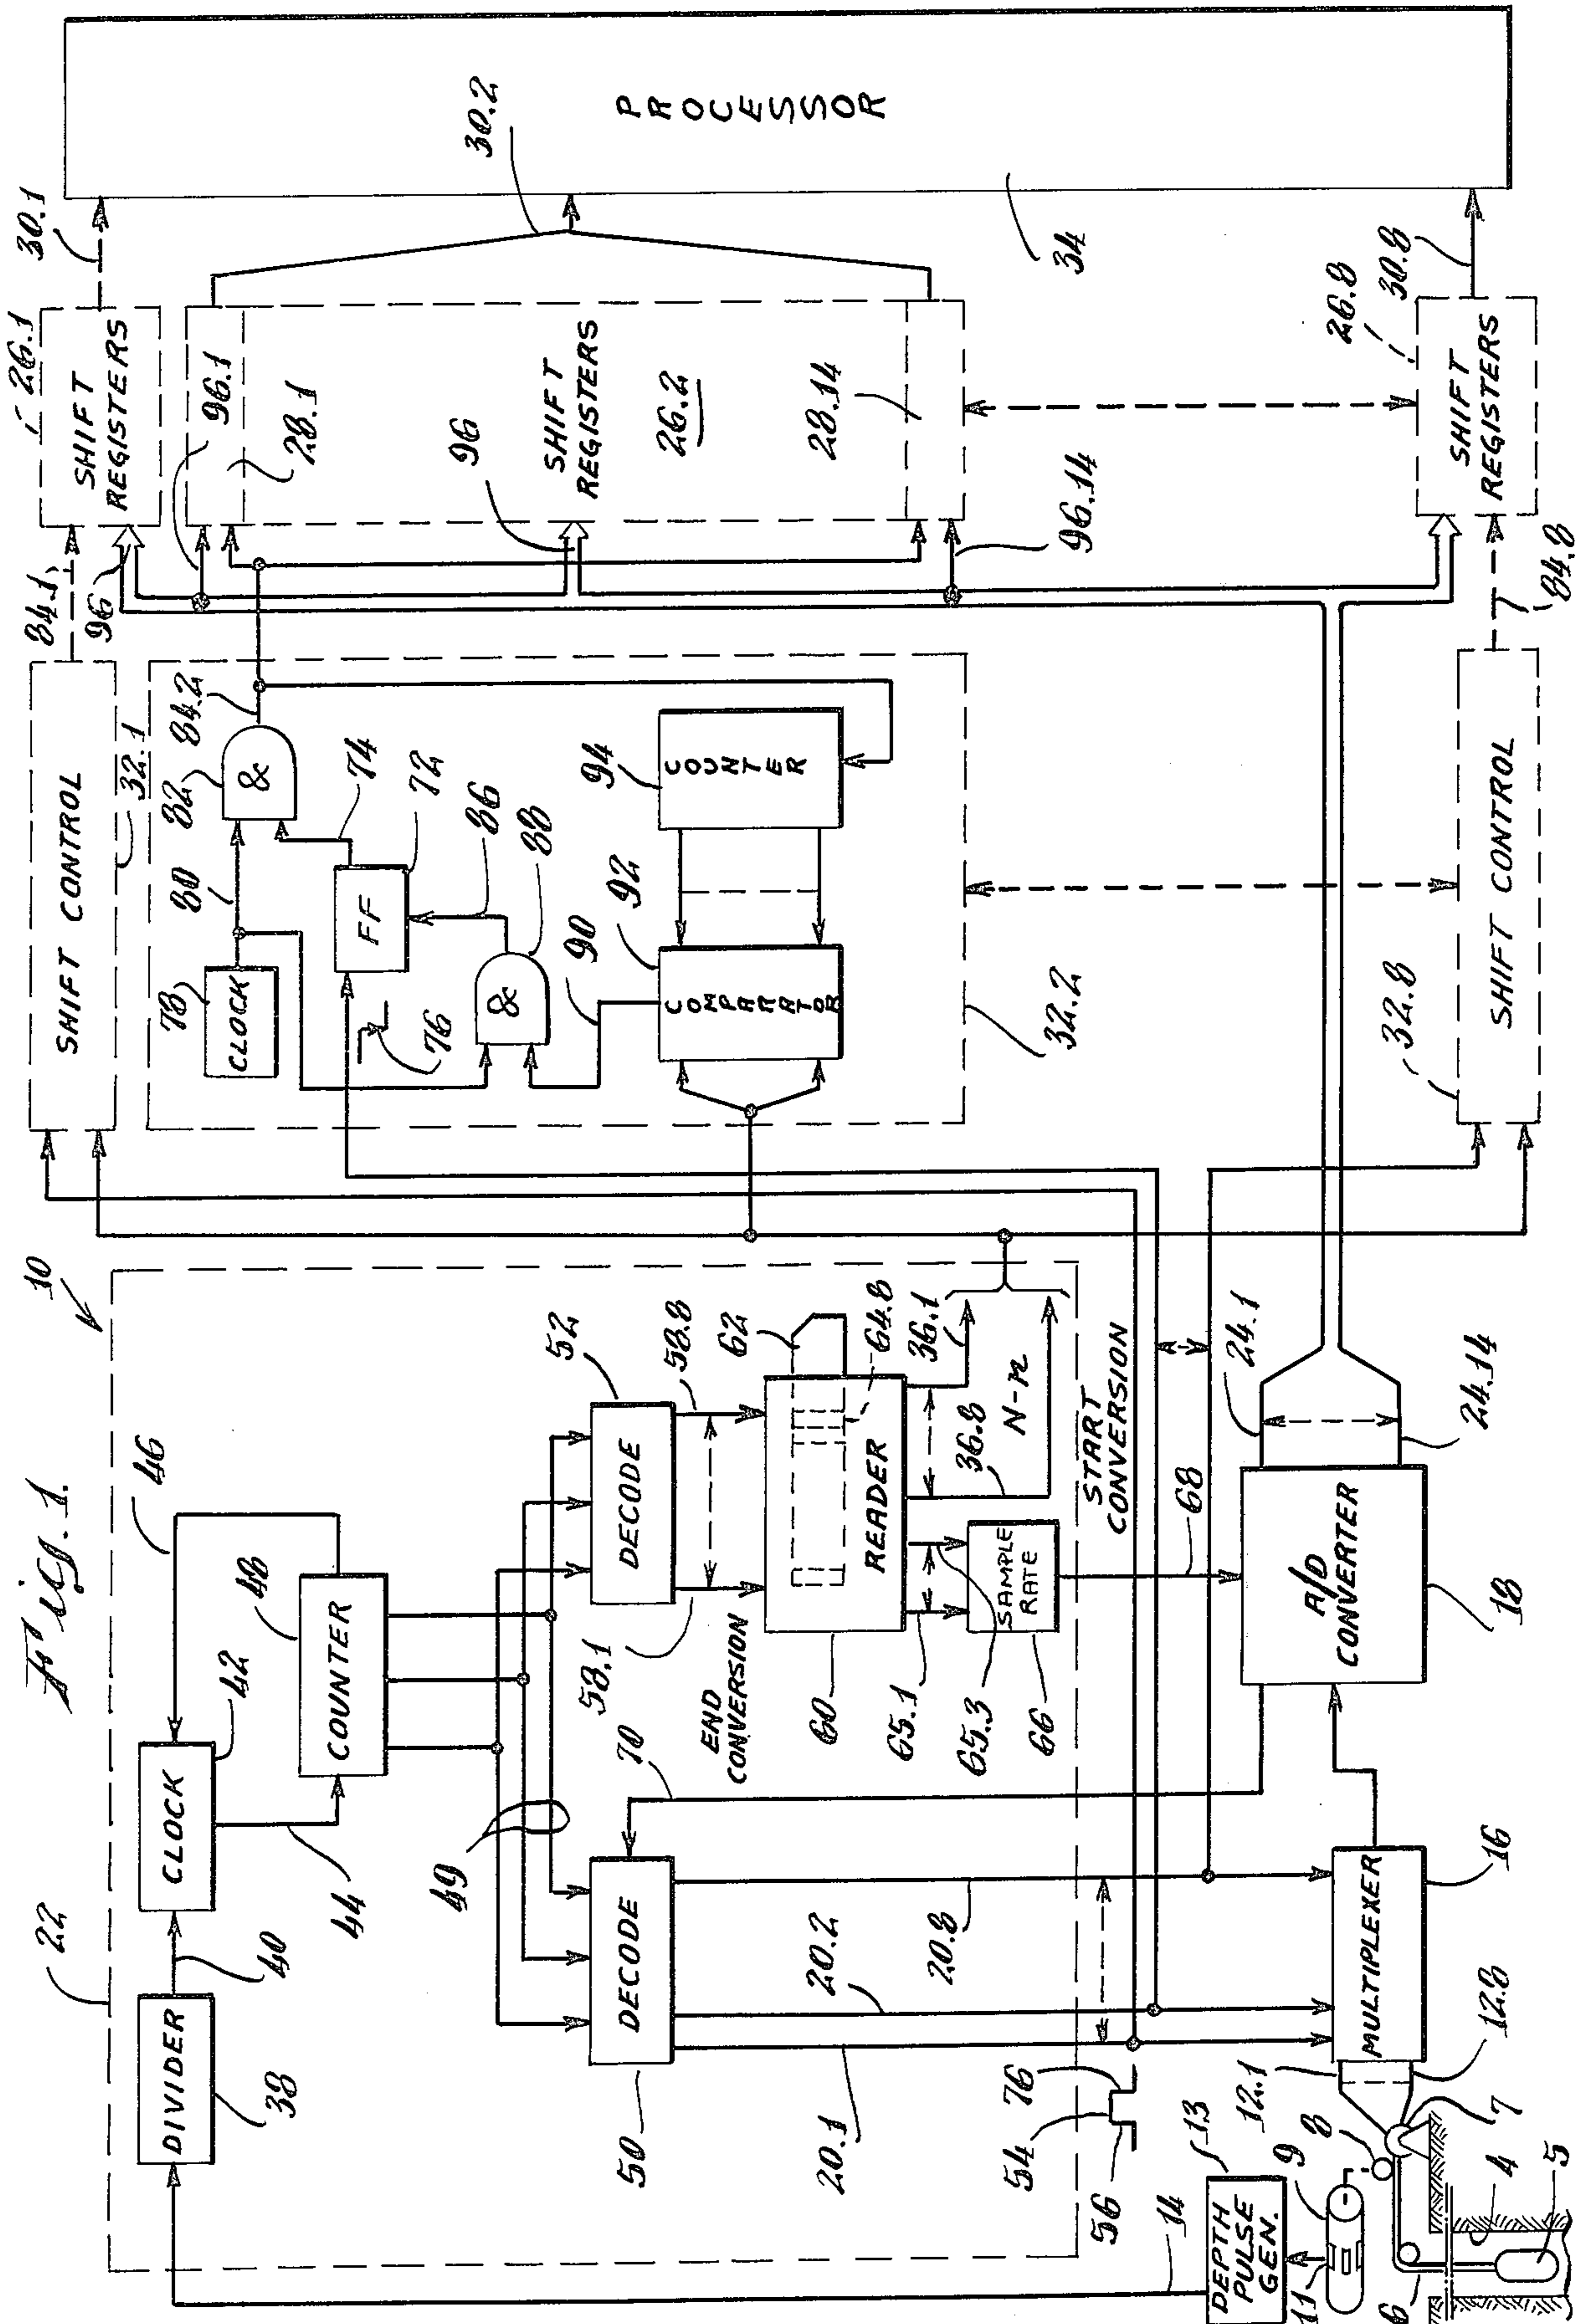 Fig. 1.
10
22
DIVIDER
38
40
CLOCK
42
44
46
COUNTER
48
49
DECODE
50
DECODE
52
58.1
58.8
END
CONVERSION
READER
60
62
64.8
65.1
65.3
SAMPLE
RATE
66
36.1
36.8
N-n
START
CONVERSION
68
70
20.1
20.2
20.8
54
56
76
DEPTH
PULSE
GEN.
13
14
11
9
8
7
6
5
4
12.1
12.8
MULTIPLEXER
16
A/D
CONVERTER
18
24.1
24.14
SHIFT CONTROL
32.1
84.1
96
CLOCK
78
80
82
&
84.2
FF
72
74
76
&
86
88
90
COMPARATOR
92
COUNTER
94
32.2
SHIFT CONTROL
32.8
84.8
SHIFT
REGISTERS
26.1
30.1
96.1
28.1
96
SHIFT
REGISTERS
26.2
28.14
96.14
30.2
SHIFT
REGISTERS
26.8
30.8
PROCESSOR
34